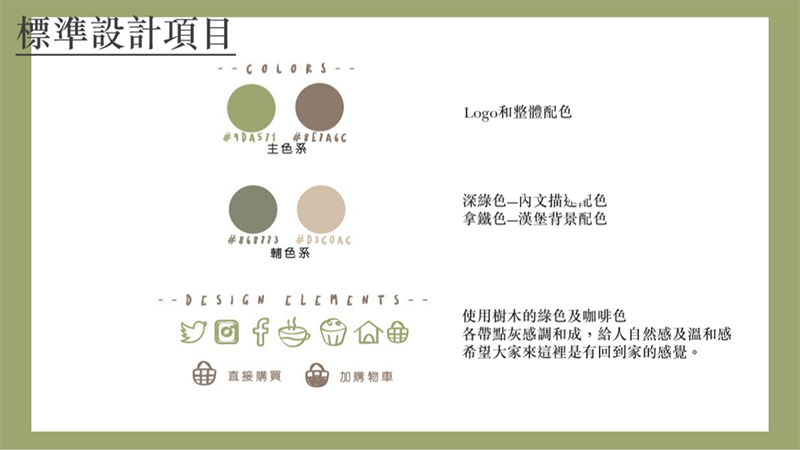 標準設計項目
--COLORS--
#9DA571 #8E7A6C
主色系
Logo和整體配色
#868773 #D3C0AC
輔色系
深綠色—內文描述配色
拿鐵色—漢堡背景配色
--DESIGN ELEMENTS--
直接購買 加購物車
使用樹木的綠色及咖啡色
各帶點灰感調和成，給人自然感及溫和感
希望大家來這裡是有回到家的感覺。